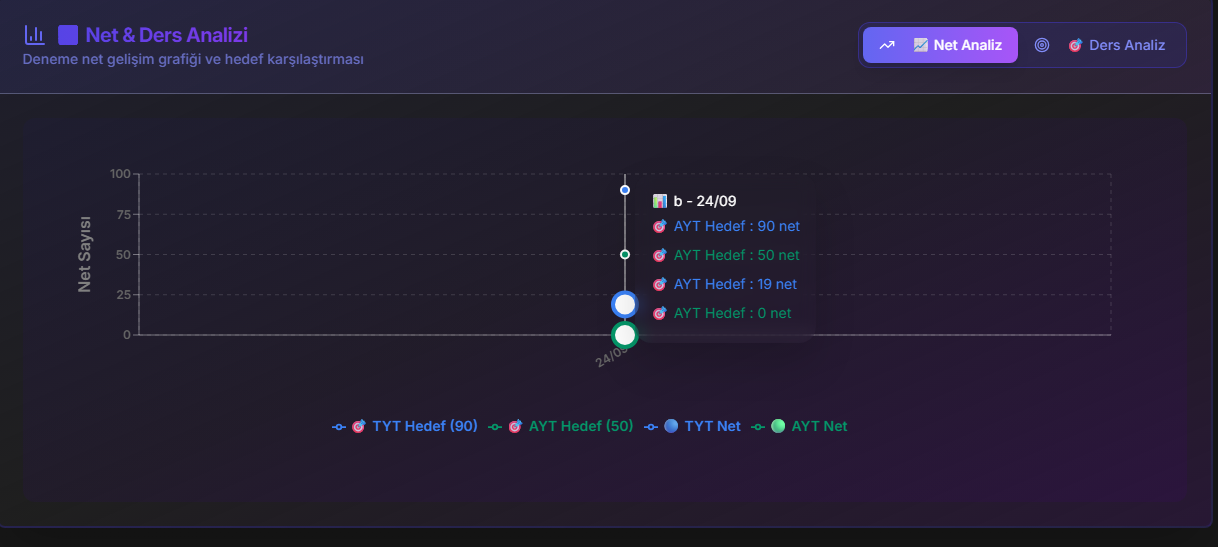 Net & Ders Analizi
Deneme net gelişim grafiği ve hedef karşılaştırması
Net Analiz
Ders Analizi
Net Sayısı
100
75
50
25
0
24/09
b - 24/09
AYT Hedef : 90 net
AYT Hedef : 50 net
AYT Hedef : 19 net
AYT Hedef : 0 net
TYT Hedef (90) AYT Hedef (50) TYT Net AYT Net